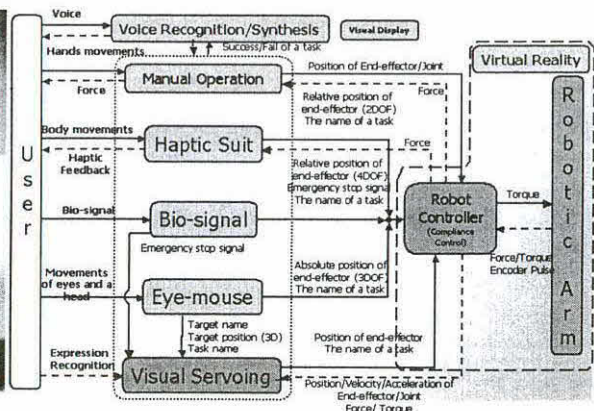 Voice
Voice Recognition/Synthesis
Visual Display
Hands movements
Success/Fail of a task
Virtual Reality
Manual Operation
Position of End-effector/Joint
Force
Relative position of
end-effector (2DOF)
The name of a task
Force
Body movements
Haptic Suit
Force
Haptic
Feedback
Relative position of
end-effector (4DOF)
Emergency stop signal
The name of a task
User
Robot
Controller
(Compliance
Control)
Torque
Robotic Arm
Bio-signal
Bio-signal
Emergency stop signal
Force/Torque
Encoder Pulse
Movements
of eyes and a
head
Eye-mouse
Absolute position of
end-effector (3DOF)
The name of a task
Target name
Target position (3D)
Task name
Position of end-effector
The name of a task
Expression
Recognition
Visual Servoing
Position/Velocity/Acceleration of
End-effector/Joint
Force/ Torque